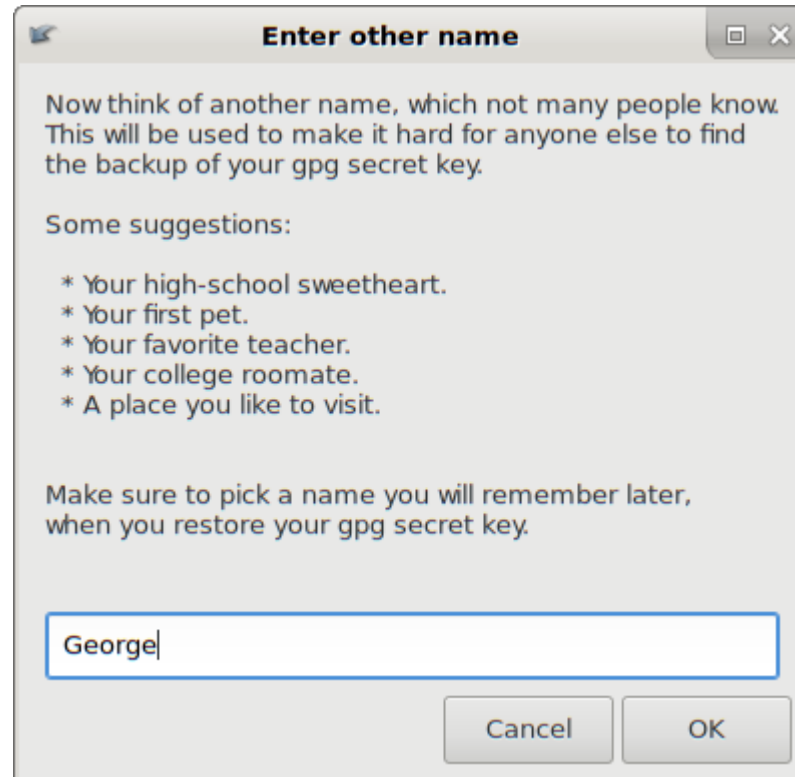 Enter other name
Now think of another name, which not many people know.
This will be used to make it hard for anyone else to find
the backup of your gpg secret key.
Some suggestions:
* Your high-school sweetheart.
* Your first pet.
* Your favorite teacher.
* Your college roomate.
* A place you like to visit.
Make sure to pick a name you will remember later,
when you restore your gpg secret key.
George
Cancel OK